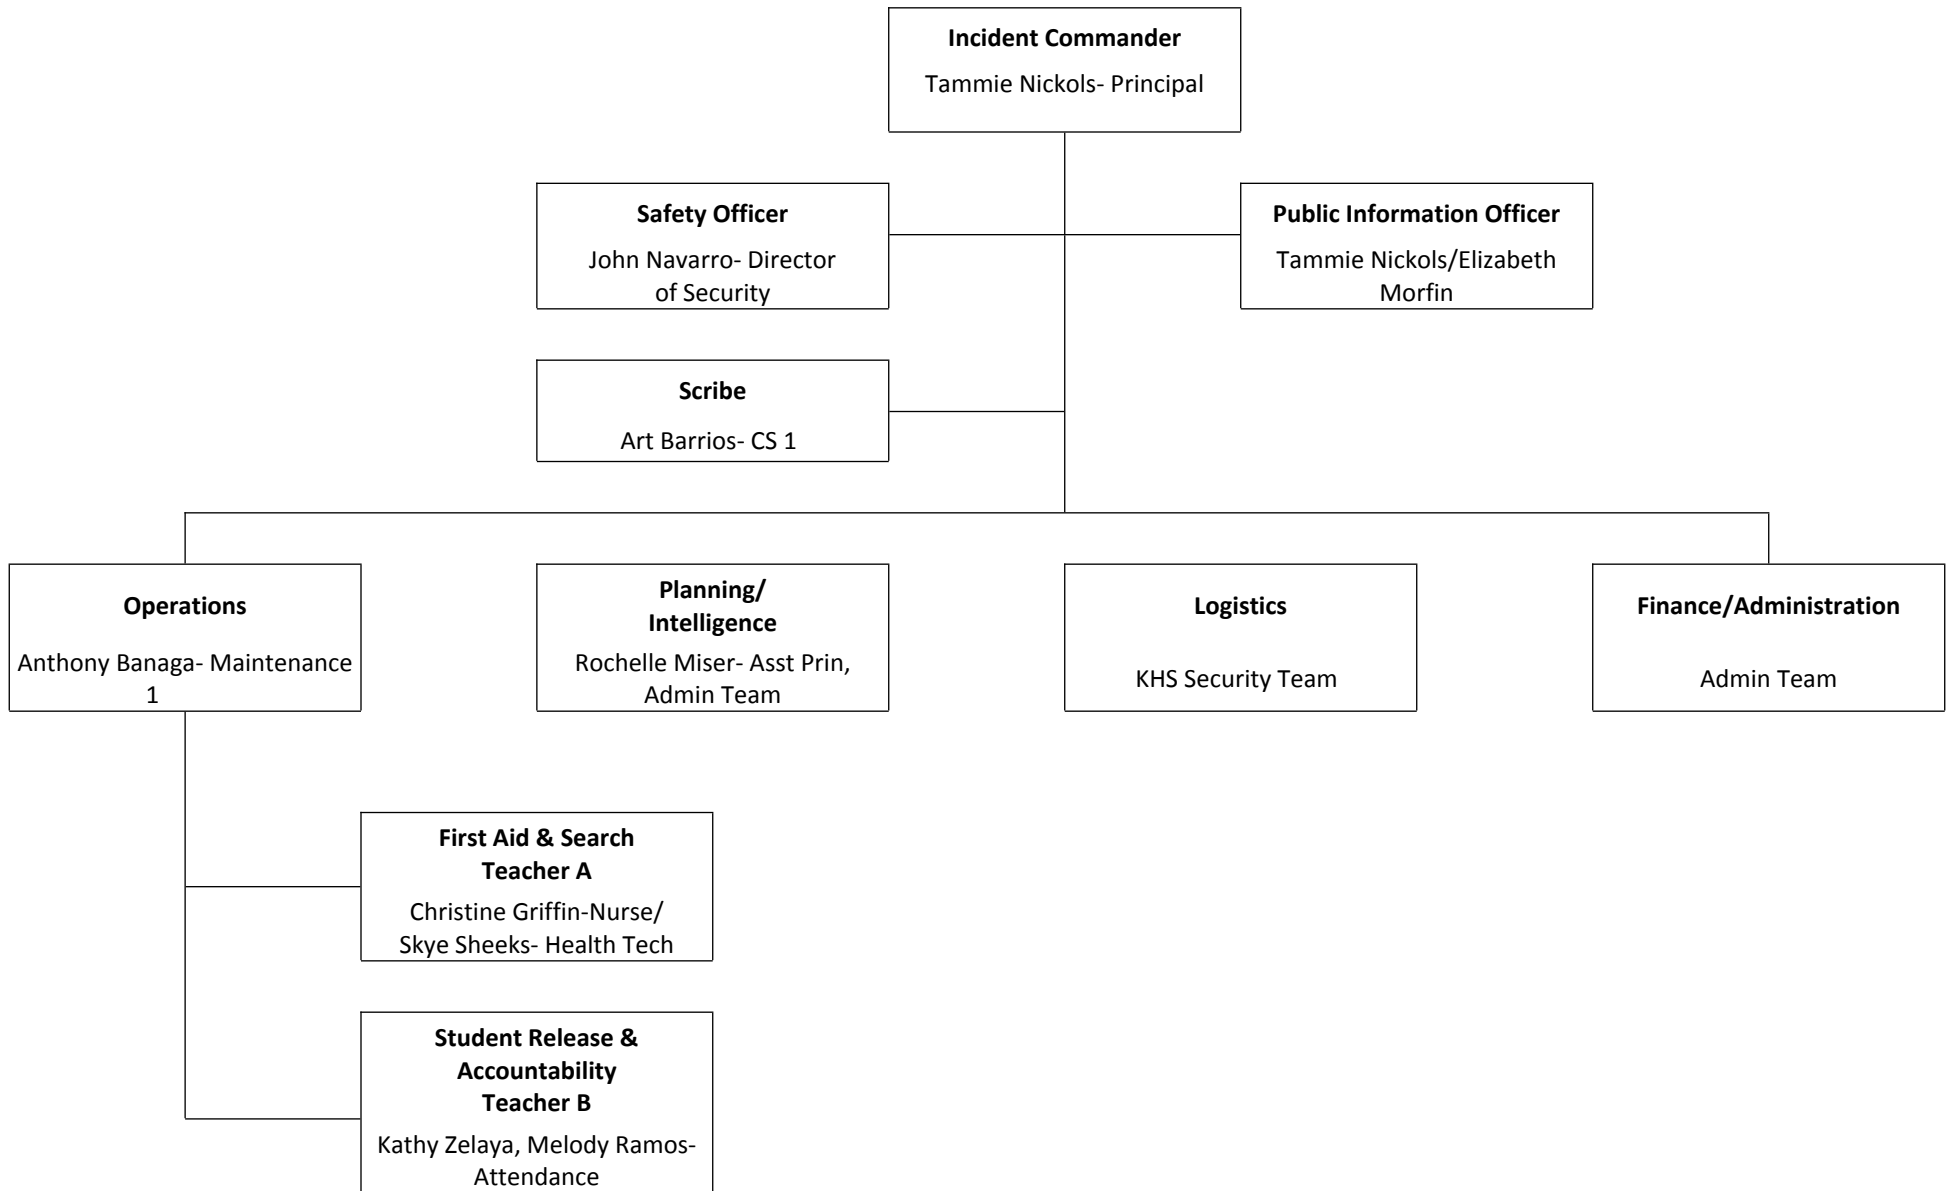 Incident Commander
Tammie Nickols- Principal
Safety Officer
John Navarro- Director
of Security
Public Information Officer
Tammie Nickols/Elizabeth
Morfin
Scribe
Art Barrios- CS 1
Operations
Anthony Banaga- Maintenance
1
Planning/
Intelligence
Rochelle Miser- Asst Prin,
Admin Team
Logistics
KHS Security Team
Finance/Administration
Admin Team
First Aid & Search
Teacher A
Christine Griffin-Nurse/
Skye Sheeks- Health Tech
Student Release &
Accountability
Teacher B
Kathy Zelaya, Melody Ramos-
Attendance